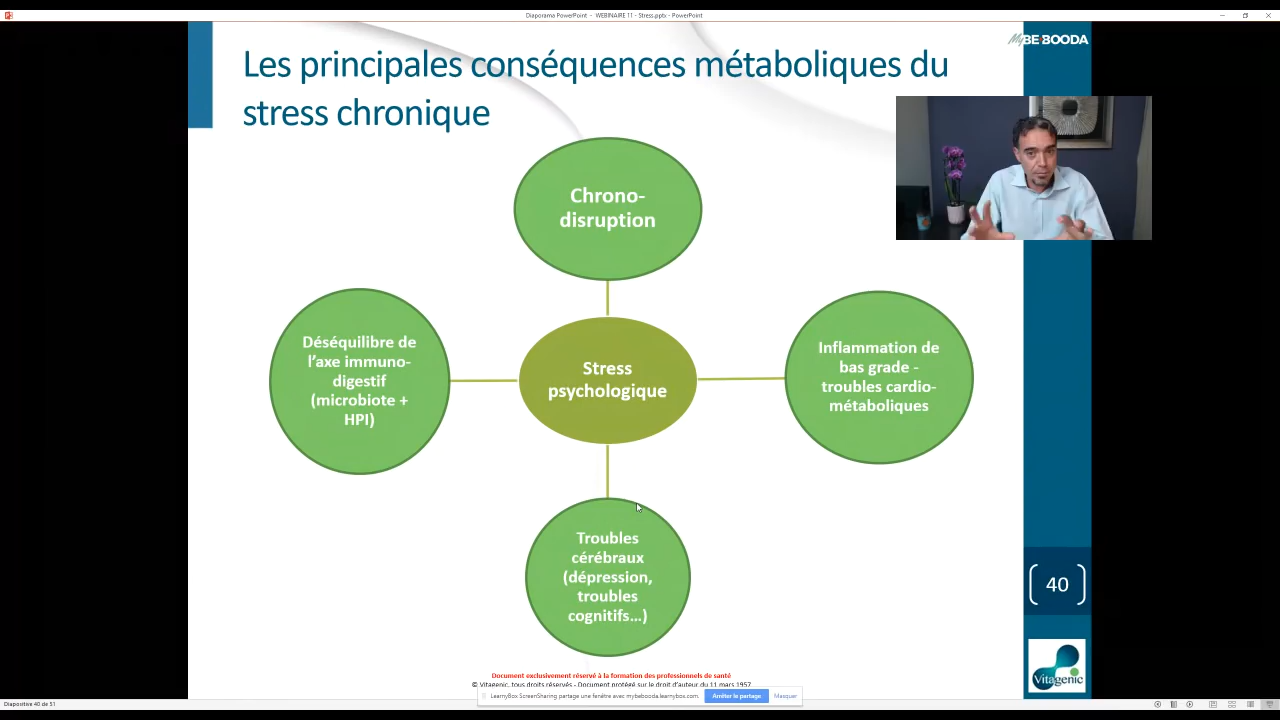 Diaporama PowerPoint - WEBINAIRE 11 - Stress.pptx - PowerPoint
MyBE-BOODA
Les principales conséquences métaboliques du
stress chronique
Chrono-
disruption
Déséquilibre de
l'axe immuno-
digestif
(microbiote +
HPI)
Stress
psychologique
Inflammation de
bas grade -
troubles cardio-
métaboliques
Troubles
cérébraux
(dépression,
troubles
cognitifs...)
40
Vitagenic
Document exclusivement réservé à la formation des professionnels de santé
© Vitagenic, tous droits réservés - Document protégé sur le droit d'auteur du 11 mars 1957
LearnyBox ScreenSharing partage une fenêtre avec mybebooda.learnybox.com.
Arrêter le partage
Masquer
Diapositive 40 de 51